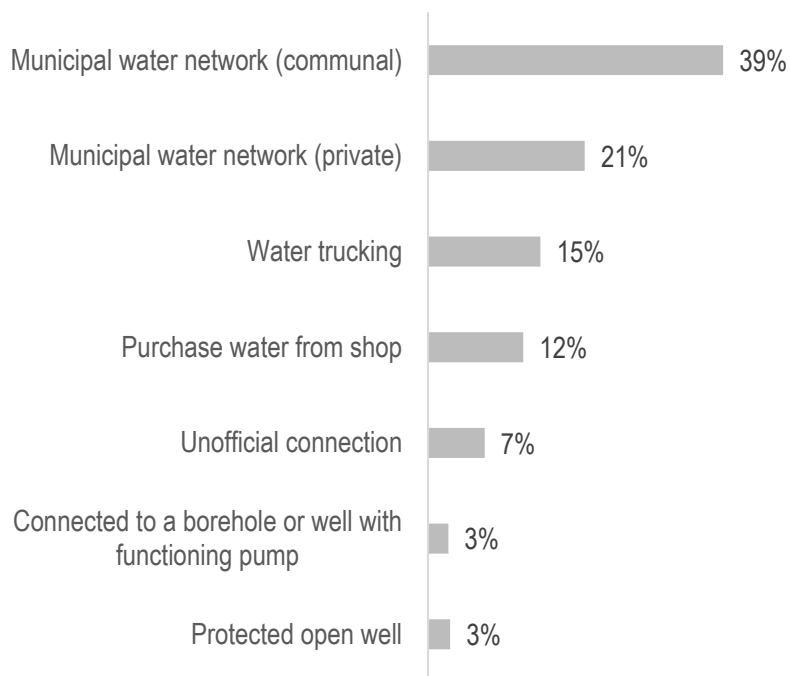 Municipal water network (communal) 39%
Municipal water network (private) 21%
Water trucking 15%
Purchase water from shop 12%
Unofficial connection 7%
Connected to a borehole or well with
functioning pump 3%
Protected open well 3%